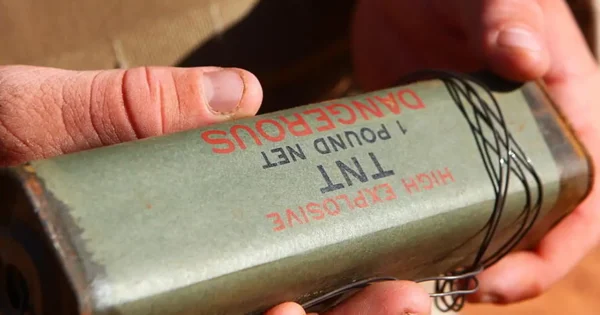 HIGH EXPLOSIVE
TNT
1 POUND NET
DANGEROUS